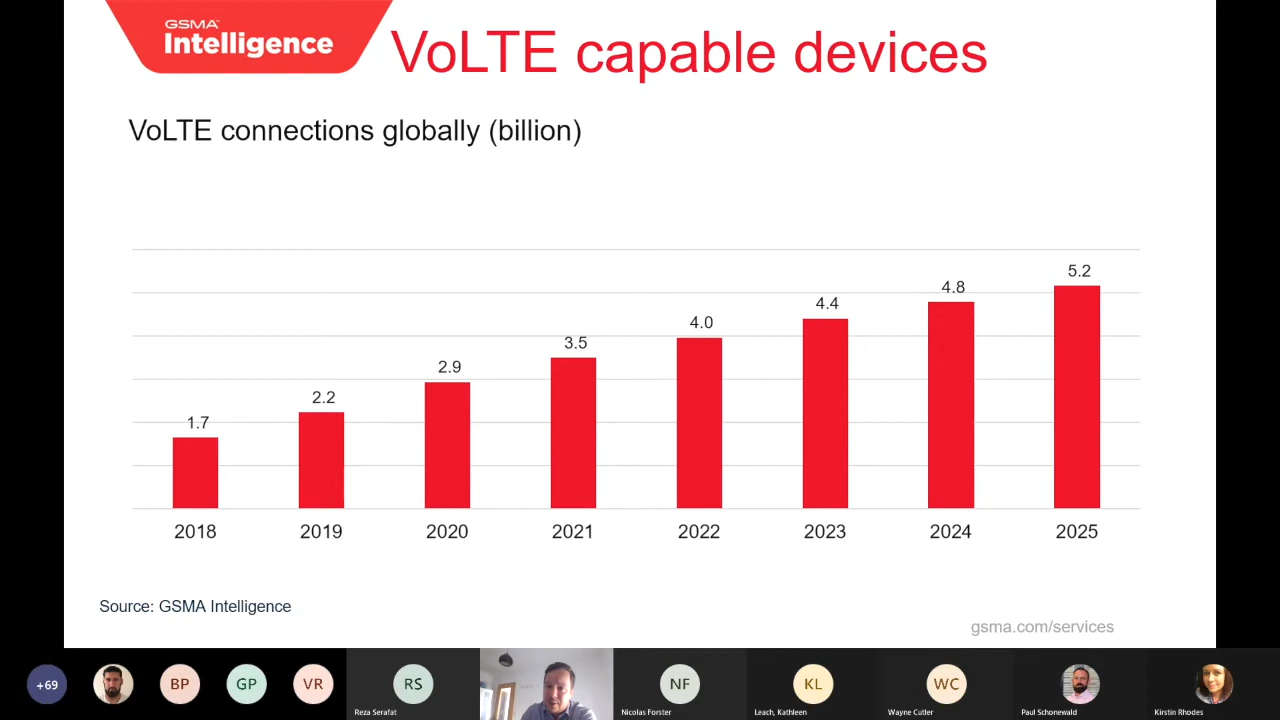 GSMA™
Intelligence
VoLTE capable devices
VoLTE connections globally (billion)
1.7
2.2
2.9
3.5
4.0
4.4
4.8
5.2
2018
2019
2020
2021
2022
2023
2024
2025
Source: GSMA Intelligence
gsma.com/services
+69
BP
GP
VR
RS
NF
KL
WC
Reza Serafat
Nicolas Forster
Leach, Kathleen
Wayne Cutler
Paul Schonewald
Kirstin Rhodes